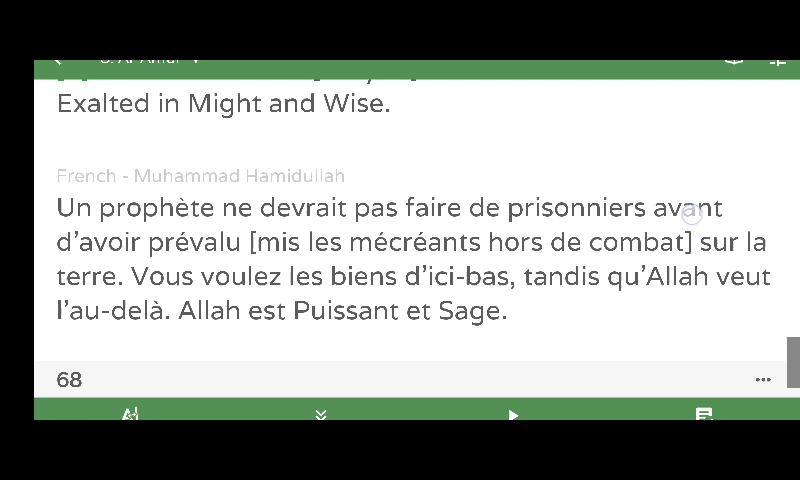 Exalted in Might and Wise.
French - Muhammad Hamidullah
Un prophète ne devrait pas faire de prisonniers avant
d'avoir prévalu [mis les mécréants hors de combat] sur la
terre. Vous voulez les biens d'ici-bas, tandis qu'Allah veut
l'au-delà. Allah est Puissant et Sage.
68